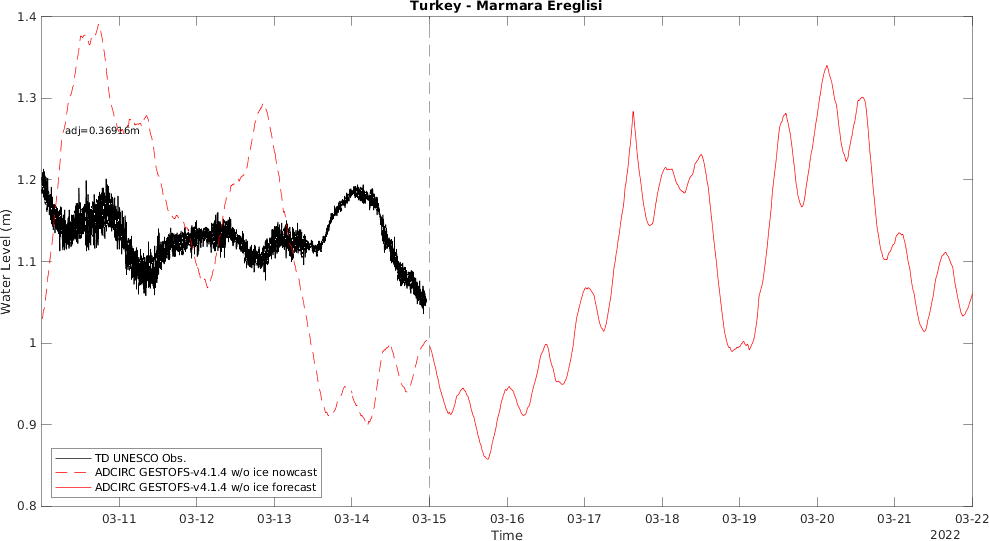 Turkey - Marmara Ereglisi
1.4
1.3
1.2
1.1
1
0.9
0.8
Water Level (m)
adj=0.36916m
TD UNESCO Obs.
ADCIRC GESTOFS-v4.1.4 w/o ice nowcast
ADCIRC GESTOFS-v4.1.4 w/o ice forecast
03-11 03-12 03-13 03-14 03-15 03-16 03-17 03-18 03-19 03-20 03-21 03-22
Time
2022